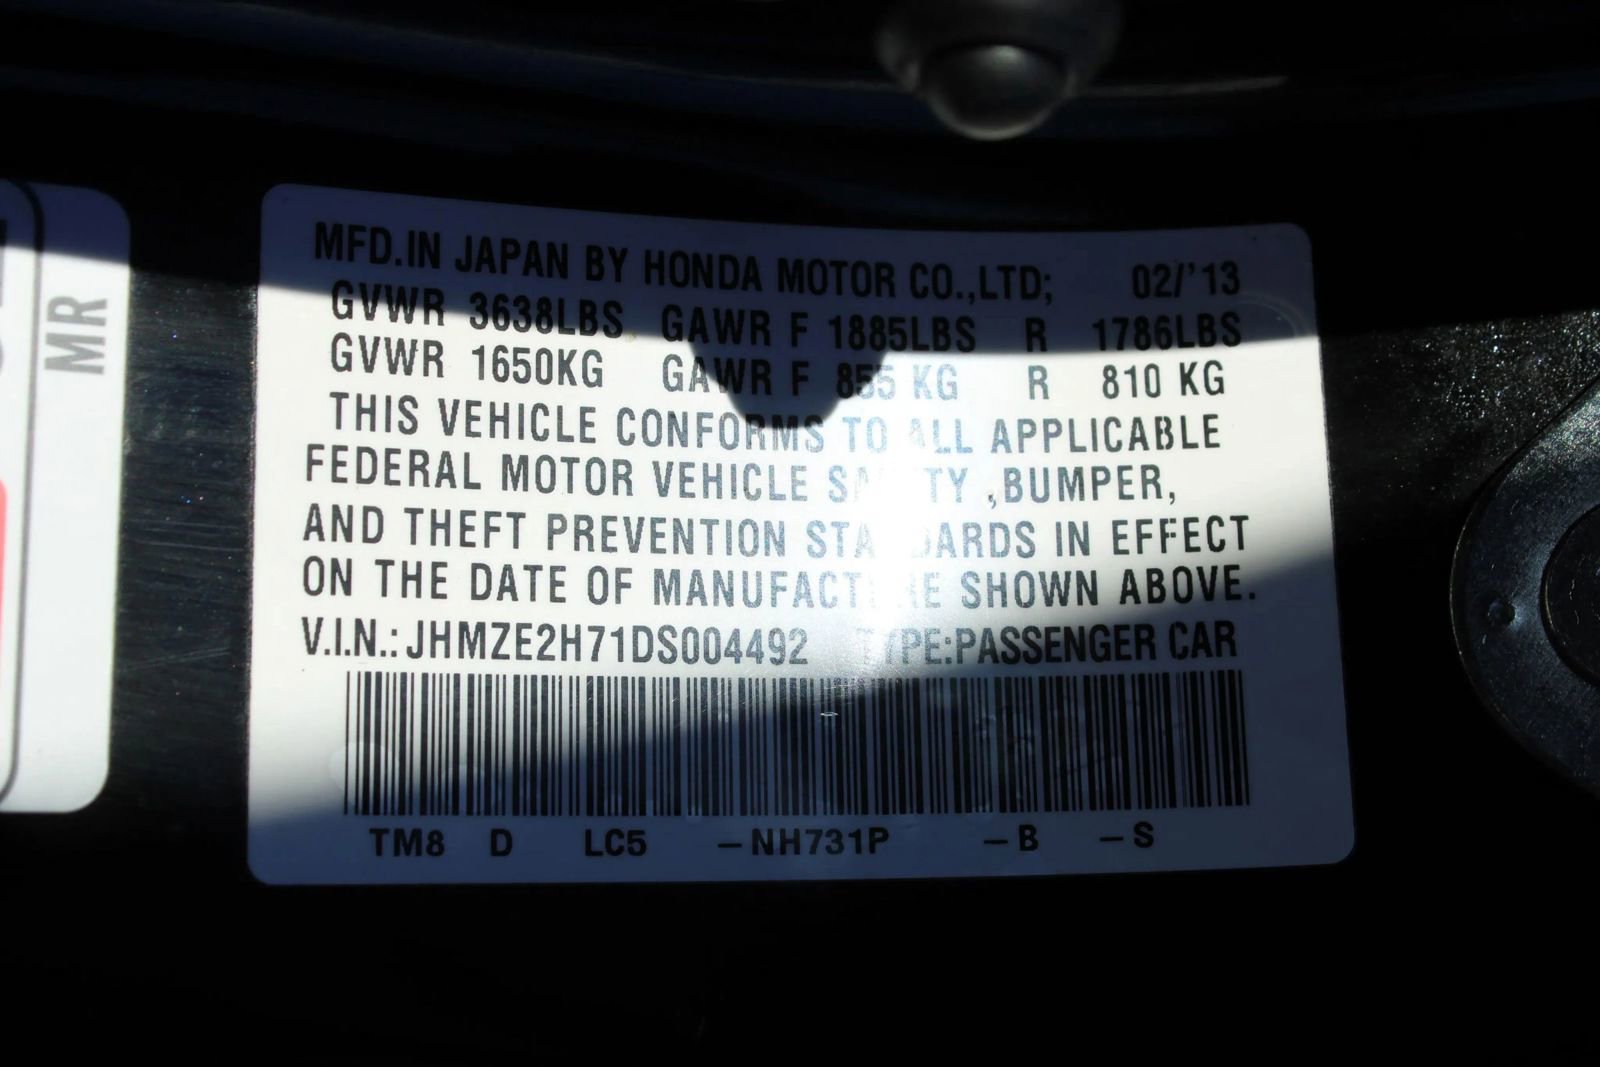 MFD.IN JAPAN BY HONDA MOTOR CO.,LTD; 02/'13
GVWR 3638LBS GAWR F 1885LBS R 1786LBS
GVWR 1650KG GAWR F 855 KG R 810 KG
THIS VEHICLE CONFORMS TO ALL APPLICABLE
FEDERAL MOTOR VEHICLE SAFETY ,BUMPER,
AND THEFT PREVENTION STANDARDS IN EFFECT
ON THE DATE OF MANUFACTURE SHOWN ABOVE.
V.I.N.: JHMZE2H71DS004492 TYPE:PASSENGER CAR
TM8 D LC5 –NH731P –B –S
MR